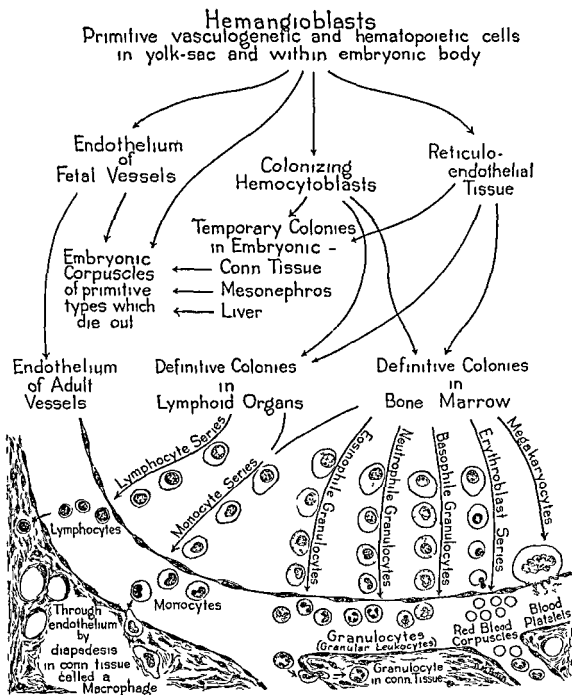 Hemangioblasts
Primitive vasculogenetic and hematopoietic cells
in yolk-sac and within embryonic body
Endothelium
of
Fetal Vessels
Colonizing
Hemocytoblasts
Reticulo-
endothelial
Tissue
Temporary Colonies
in Embryonic -
Conn Tissue
Mesonephros
Liver
Embryonic
Corpuscles
of primitive
types which
die out
Endothelium
of Adult
Vessels
Definitive Colonies
in
Lymphoid Organs
Definitive Colonies
in
Bone Marrow
Lymphocyte Series
Monocyte Series
Eosinophile Granulocytes
Neutrophile Granulocytes
Basophile Granulocytes
Erythroblast Series
Megakaryocytes
Lymphocytes
Monocytes
Through
endothelium
by
diapadesis
in conn tissue
called a
Macrophage
Granulocytes
(Granular Leukocytes)
Granulocyte
in conn. Tissue
Red Blood
Corpuscles
Blood
Platelets